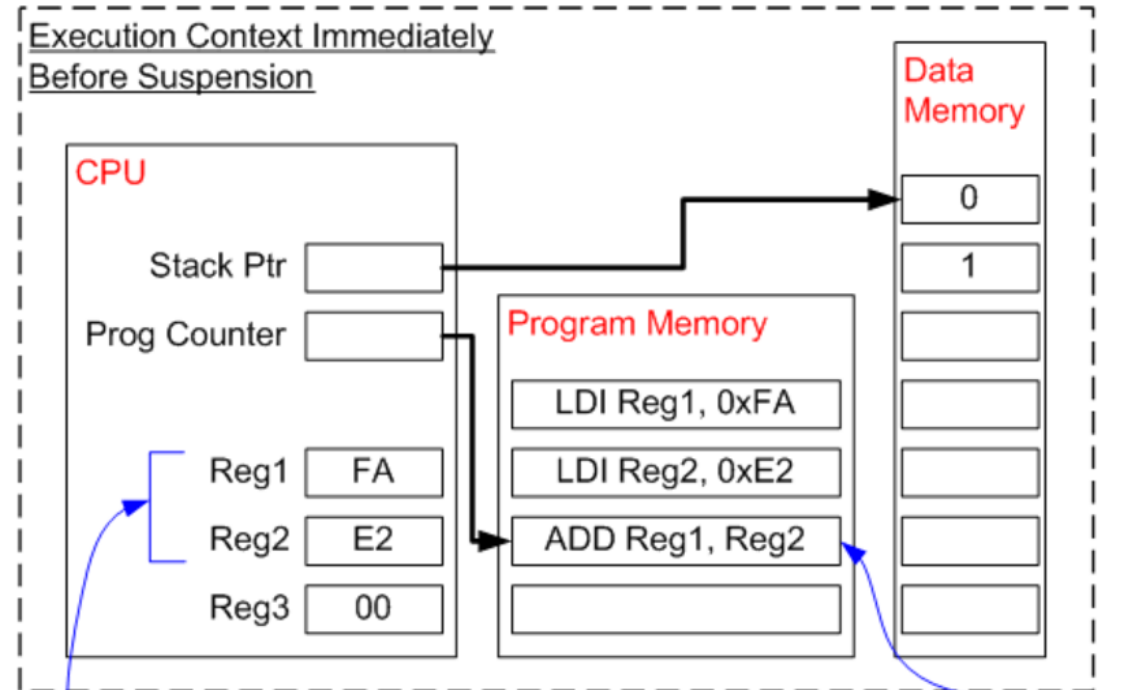 Execution Context Immediately
Before Suspension
Data
Memory
CPU
0
Stack Ptr
1
Prog Counter
Program Memory
LDI Reg1, 0xFA
Reg1 FA
LDI Reg2, 0xE2
Reg2 E2
ADD Reg1, Reg2
Reg3 00